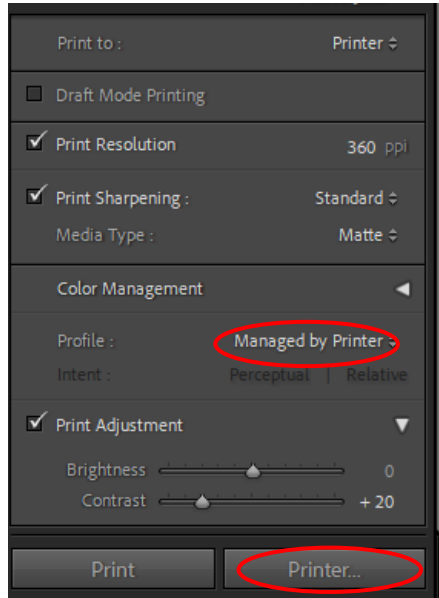 Print to : Printer
Draft Mode Printing
Print Resolution 360 ppi
Print Sharpening : Standard
Media Type : Matte
Color Management
Profile : Managed by Printer
Intent : Perceptual | Relative
Print Adjustment
Brightness 0
Contrast + 20
Print Printer...